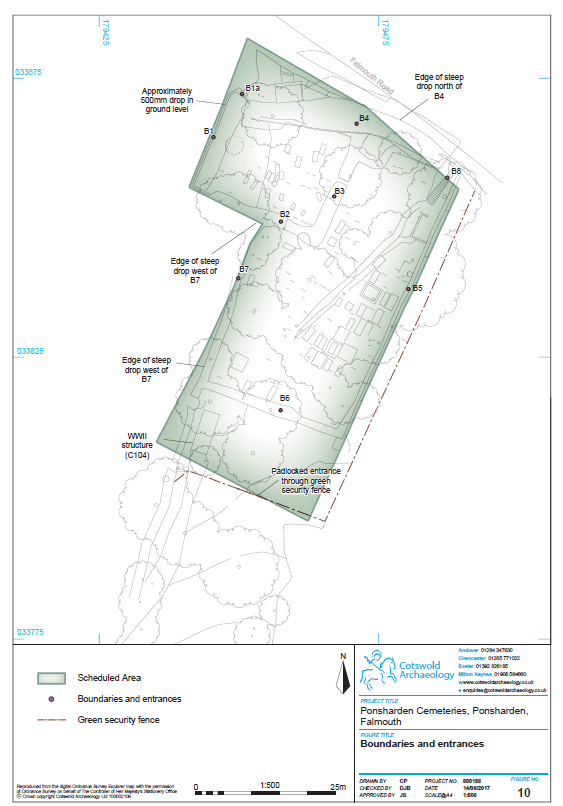 179425
179475
033875
Falmouth Road
Edge of steep
drop north of
B4
Approximately
500mm drop in
ground level
B1a
B1
B4
B8
B3
B2
Edge of steep
drop west of
B7
B7
B5
033825
Edge of steep
drop west of
B7
B6
WWII
structure
(C104)
Padlocked entrance
through green
security fence
033775
Scheduled Area
Boundaries and entrances
Green security fence
N
0 1:500 25m
Reproduced from the digital Ordnance Survey Explorer map with the permission
of Ordnance Survey on behalf of The Controller of Her Majesty's Stationery Office
© Crown copyright Cotswold Archaeology Ltd
Cotswold
Archaeology
Andover 01264 347630
Cirencester 01285 771022
Exeter 01392 826185
Milton Keynes 01908 564660
www.cotswoldarchaeology.co.uk
e enquiries@cotswoldarchaeology.co.uk
PROJECT TITLE
Ponsharden Cemeteries, Ponsharden,
Falmouth
FIGURE TITLE
Boundaries and entrances
DRAWN BY CP
CHECKED BY DJB
APPROVED BY JS
PROJECT NO. 880188
DATE 14/06/2017
SCALE@A4 1:500
FIGURE NO.
10